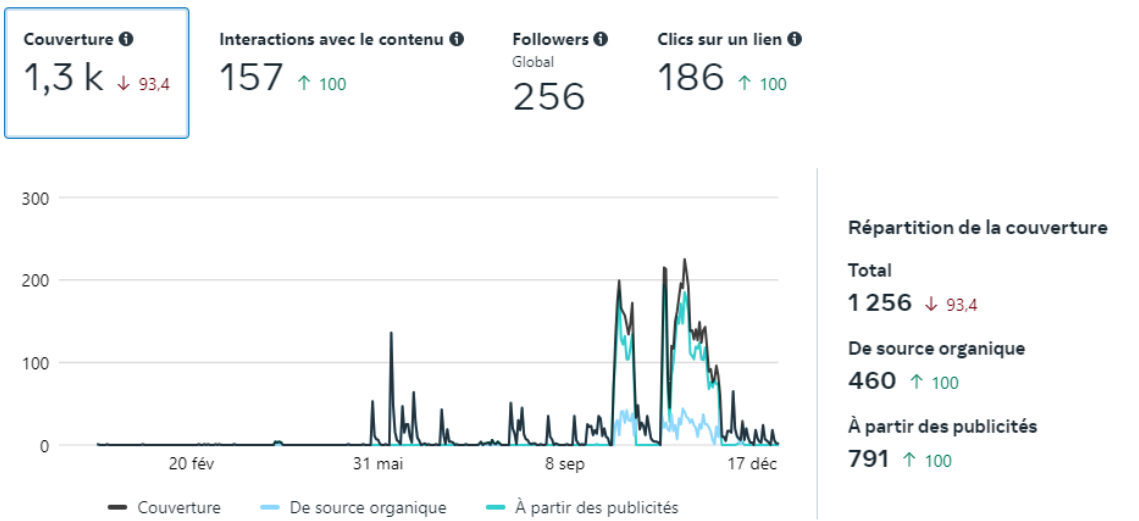 Couverture
1,3 k ↓ 93,4
Interactions avec le contenu
157 ↑ 100
Followers
Global
256
Clics sur un lien
186 ↑ 100
300
200
100
0
20 fév
31 mai
8 sep
17 déc
Couverture
De source organique
À partir des publicités
Répartition de la couverture
Total
1 256 ↓ 93,4
De source organique
460 ↑ 100
À partir des publicités
791 ↑ 100